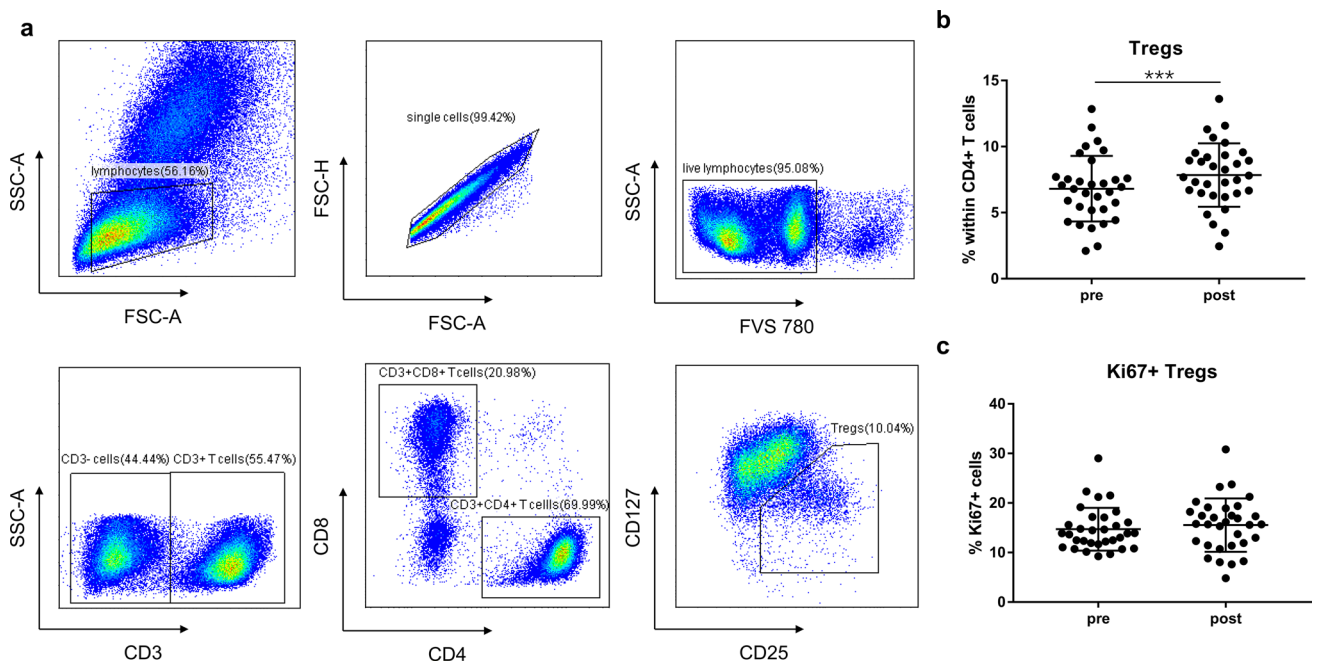 a
SSC-A
lymphocytes(56.16%)
FSC-A
FSC-H
single cells(99.42%)
FSC-A
SSC-A
live lymphocytes(95.08%)
FVS 780
SSC-A
CD3- cells(44.44%)
CD3+ T cells(55.47%)
CD3
CD8
CD3+CD8+ Tcells(20.98%)
CD3+CD4+ Tcellls(69.99%)
CD4
CD127
Tregs(10.04%)
CD25
b
Tregs
***
% within CD4+ T cells
15
10
5
0
pre
post
c
Ki67+ Tregs
% Ki67+ cells
40
30
20
10
0
pre
post